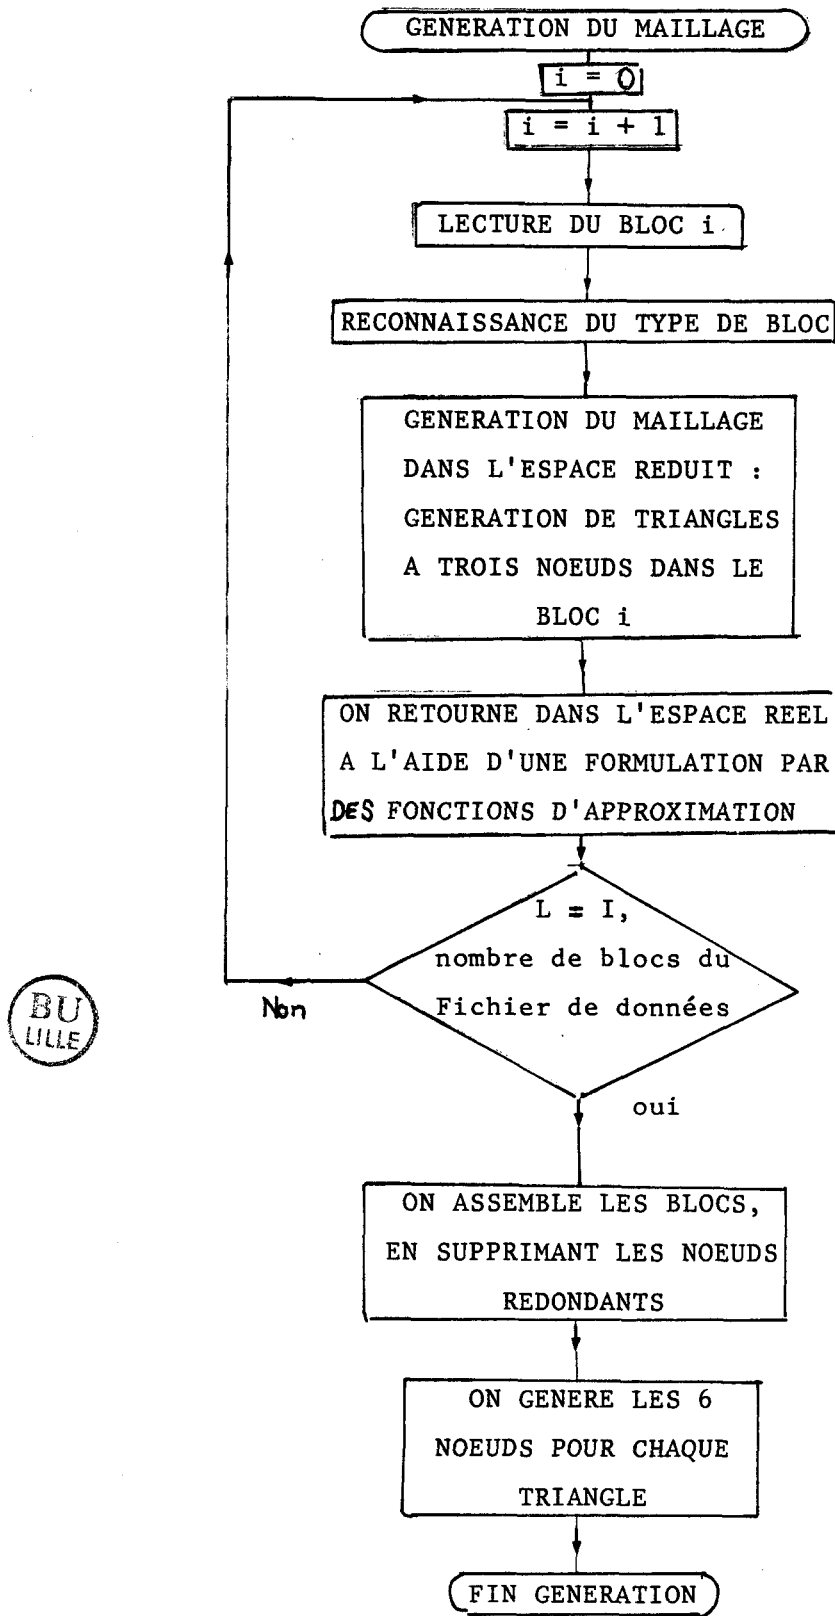 GENERATION DU MAILLAGE
i = 0
i = i + 1
LECTURE DU BLOC i
RECONNAISSANCE DU TYPE DE BLOC
GENERATION DU MAILLAGE
DANS L'ESPACE REDUIT :
GENERATION DE TRIANGLES
A TROIS NOEUDS DANS LE
BLOC i
ON RETOURNE DANS L'ESPACE REEL
A L'AIDE D'UNE FORMULATION PAR
DES FONCTIONS D'APPROXIMATION
L = I,
nombre de blocs du
Fichier de données
Non
BU
LILLE
oui
ON ASSEMBLE LES BLOCS,
EN SUPPRIMANT LES NOEUDS
REDONDANTS
ON GENERE LES 6
NOEUDS POUR CHAQUE
TRIANGLE
FIN GENERATION